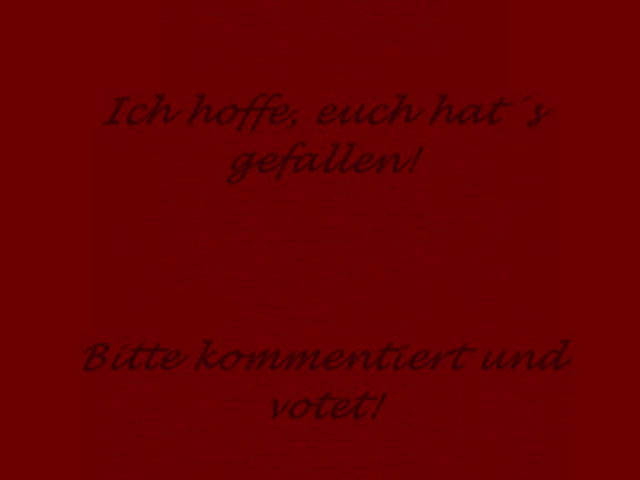 Ich hoffe, euch hat´s
gefallen!
Bitte kommentiert und
votet!